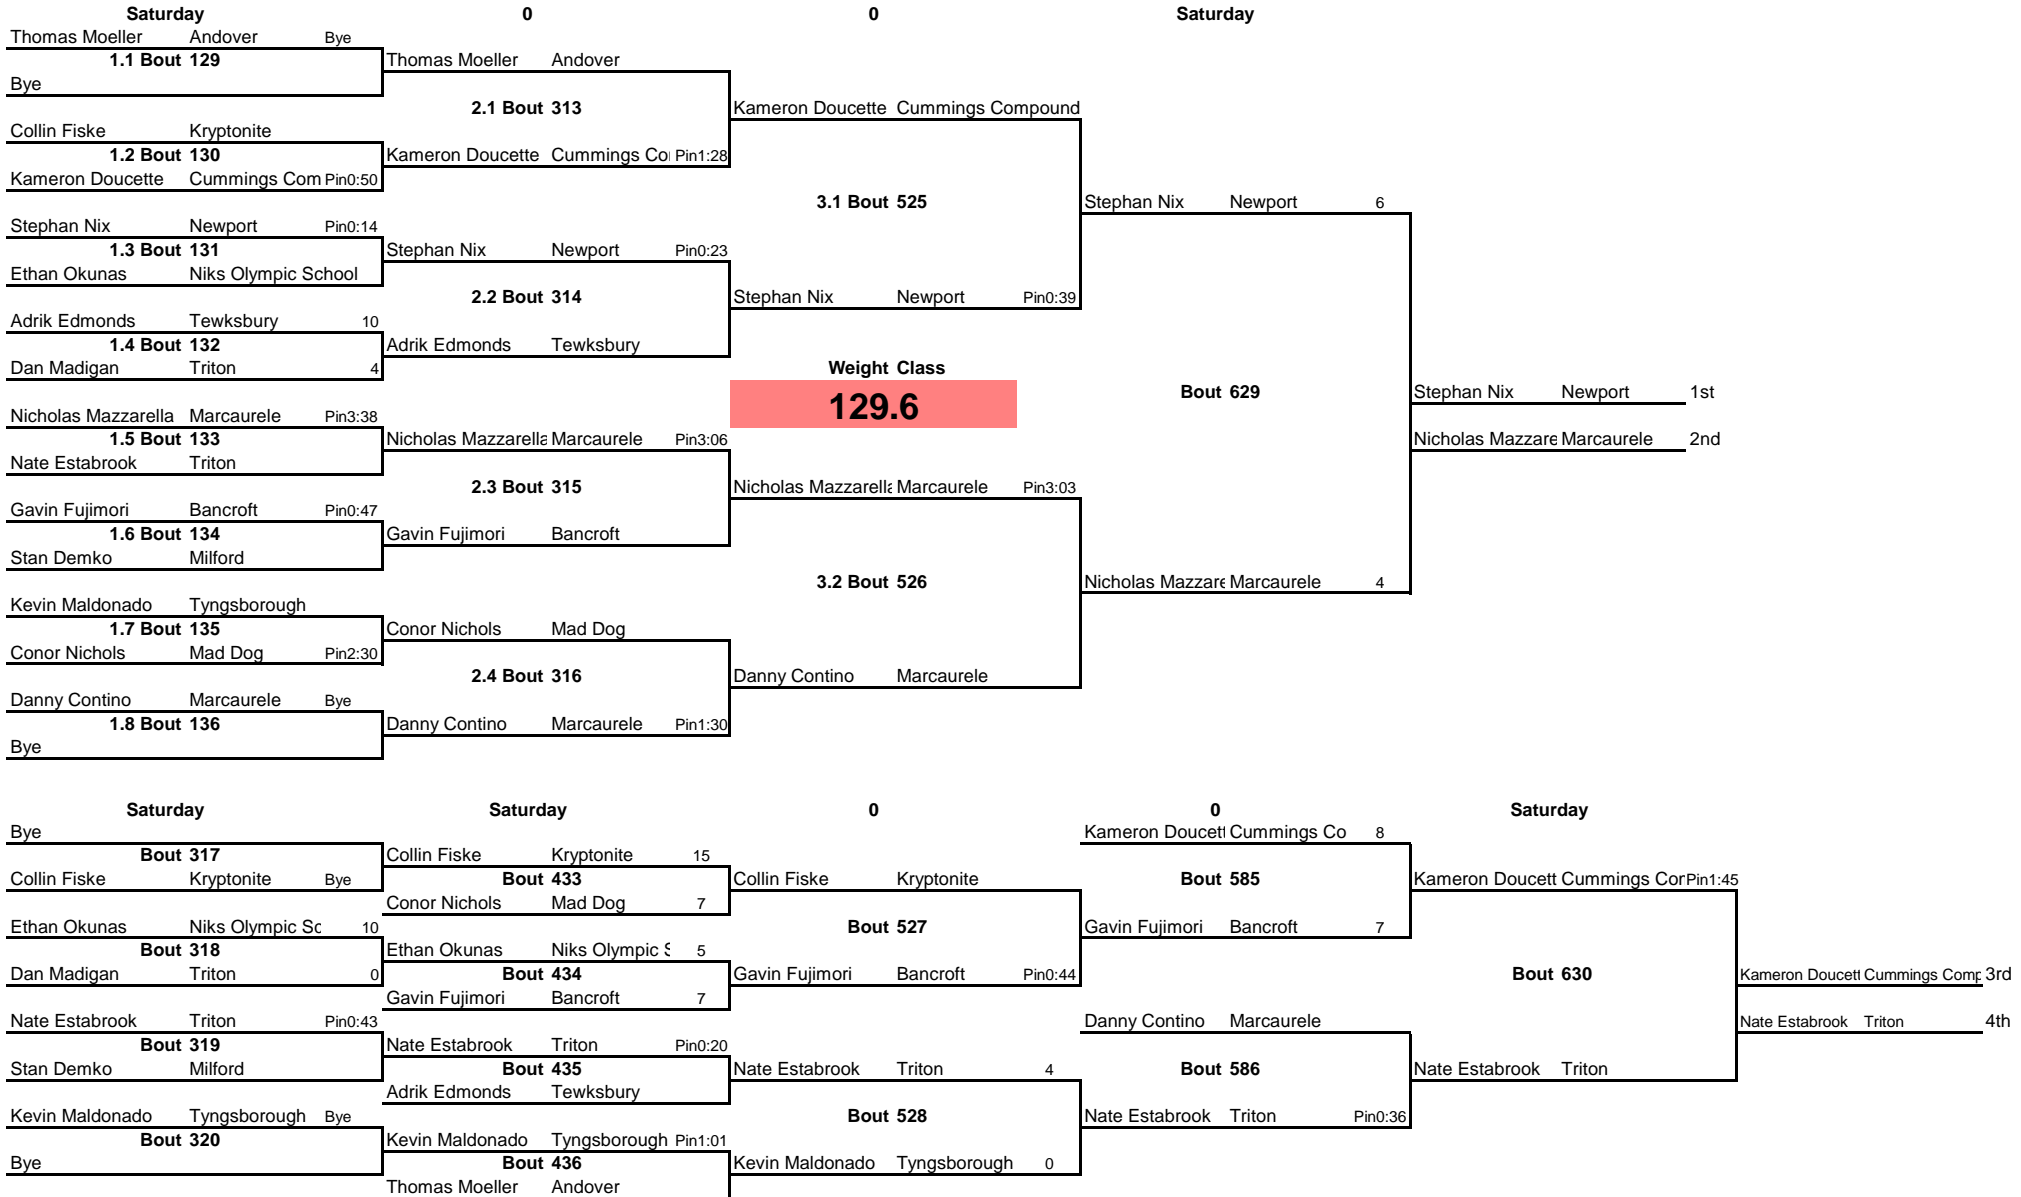 Saturday 0 0 Saturday
Thomas Moeller Andover Bye
1.1 Bout 129 Thomas Moeller Andover
Bye
2.1 Bout 313 Kameron Doucette Cummings Compound
Collin Fiske Kryptonite
1.2 Bout 130 Kameron Doucette Cummings Co Pin1:28
Kameron Doucette Cummings Com Pin0:50
3.1 Bout 525 Stephan Nix Newport 6
Stephan Nix Newport Pin0:14
1.3 Bout 131 Stephan Nix Newport Pin0:23
Ethan Okunas Niks Olympic School
2.2 Bout 314 Stephan Nix Newport Pin0:39
Adrik Edmonds Tewksbury 10
1.4 Bout 132 Adrik Edmonds Tewksbury
Dan Madigan Triton 4 Weight Class
Bout 629 Stephan Nix Newport 1st
129.6
Nicholas Mazzarella Marcaurele Pin3:38
1.5 Bout 133 Nicholas Mazzarella Marcaurele Pin3:06 Nicholas Mazzare Marcaurele 2nd
Nate Estabrook Triton
2.3 Bout 315 Nicholas Mazzarella Marcaurele Pin3:03
Gavin Fujimori Bancroft Pin0:47
1.6 Bout 134 Gavin Fujimori Bancroft
Stan Demko Milford
3.2 Bout 526 Nicholas Mazzare Marcaurele 4
Kevin Maldonado Tyngsborough
1.7 Bout 135 Conor Nichols Mad Dog
Conor Nichols Mad Dog Pin2:30
2.4 Bout 316 Danny Contino Marcaurele
Danny Contino Marcaurele Bye
1.8 Bout 136 Danny Contino Marcaurele Pin1:30
Bye
Saturday Saturday 0 0 Saturday
Bye Kameron Doucett Cummings Co 8
Bout 317 Collin Fiske Kryptonite 15
Collin Fiske Kryptonite Bye Bout 433 Collin Fiske Kryptonite Bout 585 Kameron Doucett Cummings Cor Pin1:45
Conor Nichols Mad Dog 7
Ethan Okunas Niks Olympic Sc 10 Bout 527 Gavin Fujimori Bancroft 7
Bout 318 Ethan Okunas Niks Olympic S 5
Dan Madigan Triton 0 Bout 434 Gavin Fujimori Bancroft Pin0:44 Bout 630 Kameron Doucett Cummings Comp 3rd
Gavin Fujimori Bancroft 7
Nate Estabrook Triton Pin0:43 Danny Contino Marcaurele Nate Estabrook Triton 4th
Bout 319 Nate Estabrook Triton Pin0:20
Stan Demko Milford Bout 435 Nate Estabrook Triton 4 Bout 586 Nate Estabrook Triton
Adrik Edmonds Tewksbury
Kevin Maldonado Tyngsborough Bye Bout 528 Nate Estabrook Triton Pin0:36
Bout 320 Kevin Maldonado Tyngsborough Pin1:01
Bye Bout 436 Kevin Maldonado Tyngsborough 0
Thomas Moeller Andover